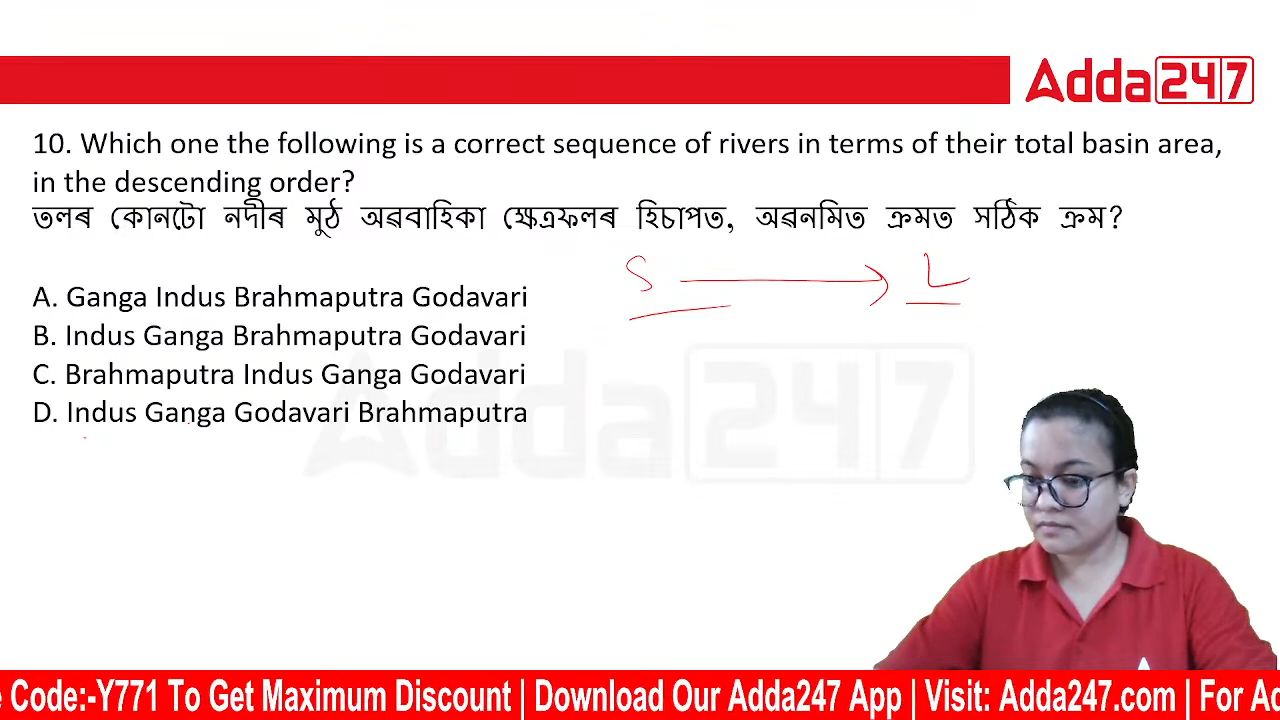 Adda247
10. Which one the following is a correct sequence of rivers in terms of their total basin area,
in the descending order?
তলৰ কোনটো নদীৰ মুঠ অৱবাহিকা ক্ষেত্ৰফলৰ হিচাপত, অৱনমিত ক্ৰমত সঠিক ক্ৰম?
S → L
A. Ganga Indus Brahmaputra Godavari
B. Indus Ganga Brahmaputra Godavari
C. Brahmaputra Indus Ganga Godavari
D. Indus Ganga Godavari Brahmaputra
Adda247
e Code:-Y771 To Get Maximum Discount | Download Our Adda247 App | Visit: Adda247.com | For Ad